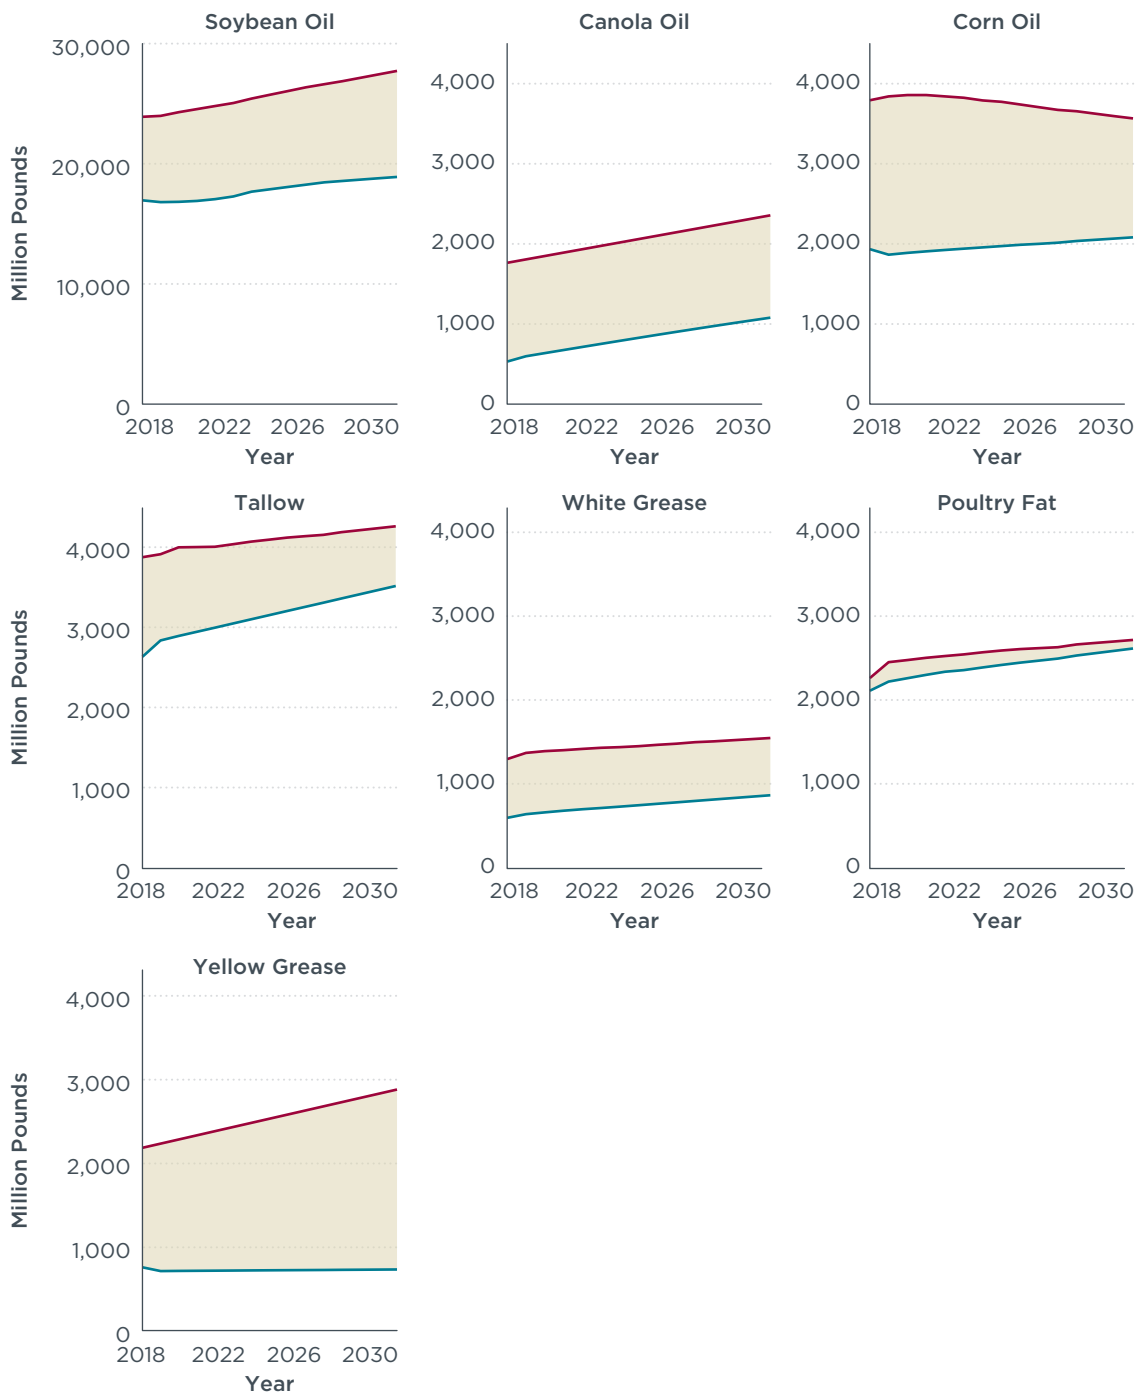 Soybean Oil
30,000
20,000
10,000
0
Million Pounds
2018 2022 2026 2030
Year
Canola Oil
4,000
3,000
2,000
1,000
0
2018 2022 2026 2030
Year
Corn Oil
4,000
3,000
2,000
1,000
0
2018 2022 2026 2030
Year
Tallow
4,000
3,000
2,000
1,000
0
Million Pounds
2018 2022 2026 2030
Year
White Grease
4,000
3,000
2,000
1,000
0
2018 2022 2026 2030
Year
Poultry Fat
4,000
3,000
2,000
1,000
0
2018 2022 2026 2030
Year
Yellow Grease
4,000
3,000
2,000
1,000
0
Million Pounds
2018 2022 2026 2030
Year